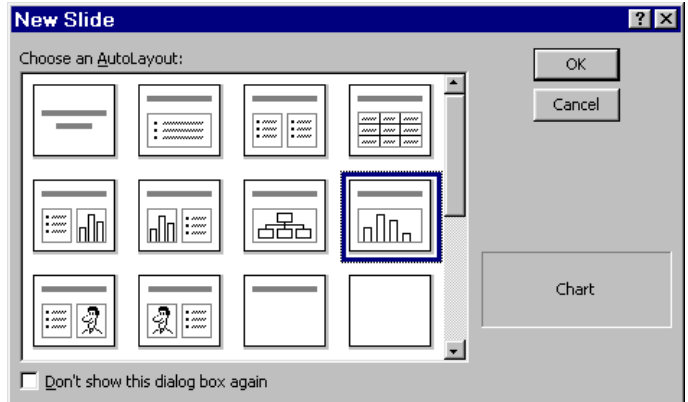 New Slide
Choose an AutoLayout:
OK
Cancel
Chart
Don't show this dialog box again